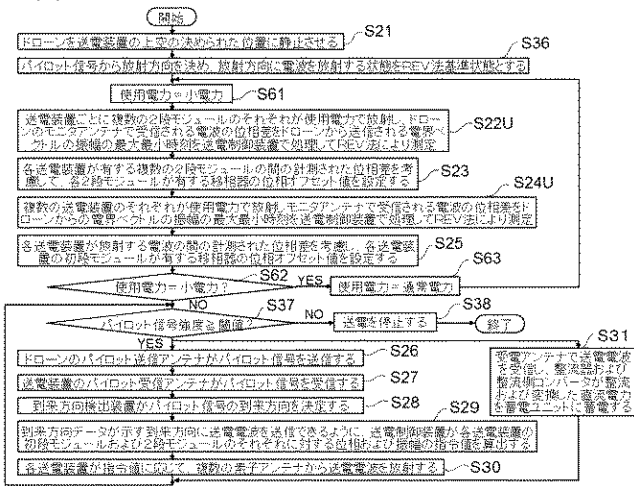 開始
ドローンを送電装置の上空の決められた位置に静止させる
S21
パイロット信号から放射方向を決め、放射方向に電波を放射する状態をREV法基準状態とする
S36
使用電力=小電力
S61
送電装置ごとに複数の2段モジュールのそれぞれが使用電力で放射し、ドローン
のモニタアンテナで受信される電波の位相差をドローンから送信される電界ベ
クトルの振幅の最大最小時刻を送電制御装置で処理してREV法により測定
S22U
各送電装置が有する複数の2段モジュールの間の計測された位相差を考
慮して、各2段モジュールが有する移相器の位相オフセット値を設定する
S23
複数の送電装置のそれぞれが使用電力で放射し、モニタアンテナで受信される電波の位相差をド
ローンからの電界ベクトルの振幅の最大最小時刻を送電制御装置で処理してREV法により測定
S24U
各送電装置が放射する電波の間の計測された位相差を考慮し、各送電装
置の初段モジュールが有する移相器の位相オフセット値を設定する
S25
使用電力=小電力?
S62
YES
使用電力=通常電力
S63
NO
パイロット信号強度≧閾値?
S37
NO
送電を停止する
S38
終了
YES
ドローンのパイロット送信アンテナがパイロット信号を送信する
S26
送電装置のパイロット受信アンテナがパイロット信号を受信する
S27
到来方向検出装置がパイロット信号の到来方向を決定する
S28
到来方向データが示す到来方向に送電電波を送信できるように、送電制御装置が各送電装置の
初段モジュールおよび2段モジュールのそれぞれに対する位相および振幅の指令値を算出する
S29
各送電装置が指令値に応じて、複数の素子アンテナから送電電波を放射する
S30
S31
受電アンテナで送電電波
を受信し、整流器および
整流側コンバータが整流
および変換した直流電力
を蓄電ユニットに蓄電する